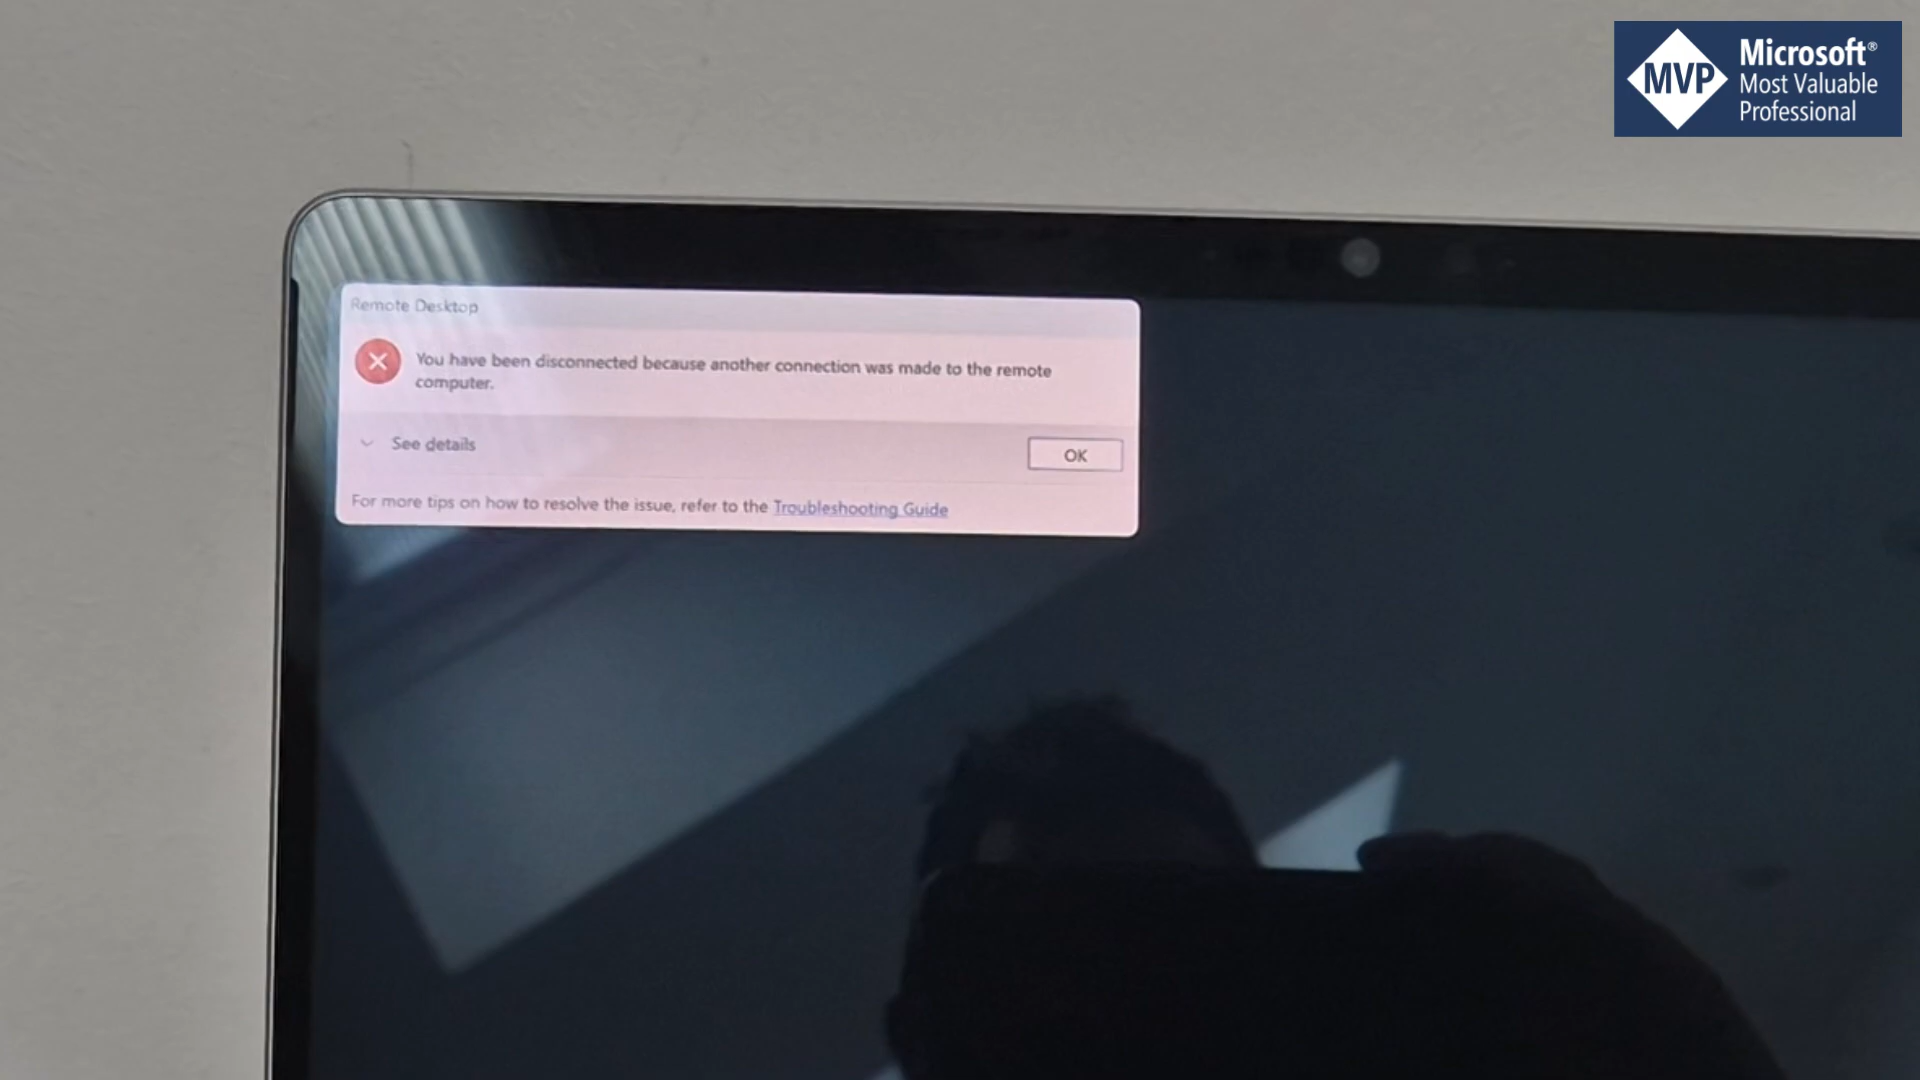 MVP
Microsoft®
Most Valuable
Professional
Remote Desktop
You have been disconnected because another connection was made to the remote
computer.
See details
OK
For more tips on how to resolve the issue, refer to the Troubleshooting Guide